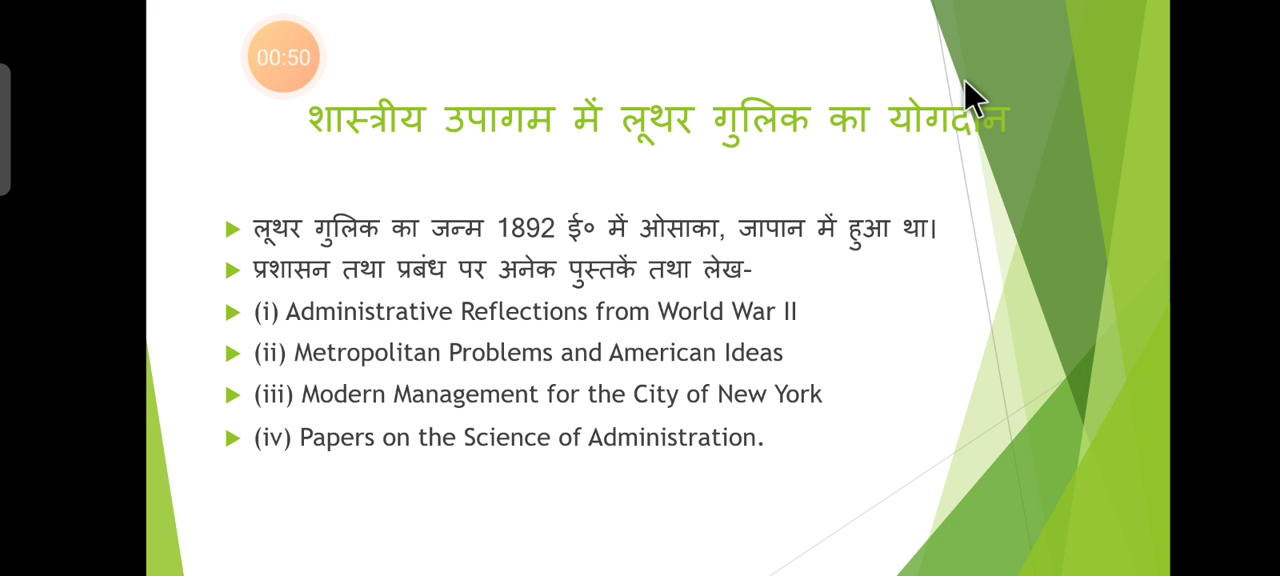 00:50
शास्त्रीय उपागम में लूथर गुलिक का योगदान
लूथर गुलिक का जन्म 1892 ई० में ओसाका, जापान में हुआ था।
प्रशासन तथा प्रबंध पर अनेक पुस्तकें तथा लेख-
(i) Administrative Reflections from World War II
(ii) Metropolitan Problems and American Ideas
(iii) Modern Management for the City of New York
(iv) Papers on the Science of Administration.